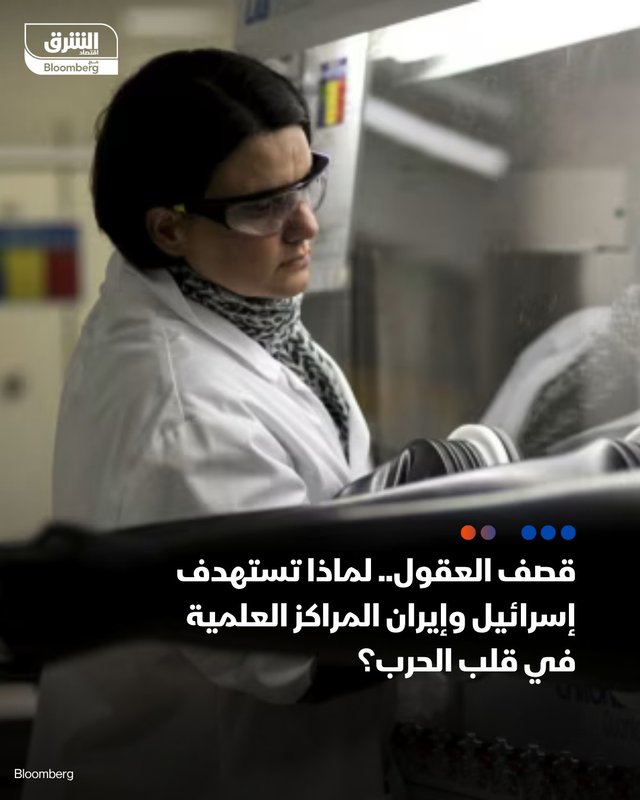 الشرق
اقتصاد
مع
Bloomberg
قصف العقول.. لماذا تستهدف
إسرائيل وإيران المراكز العلمية
في قلب الحرب؟
Bloomberg